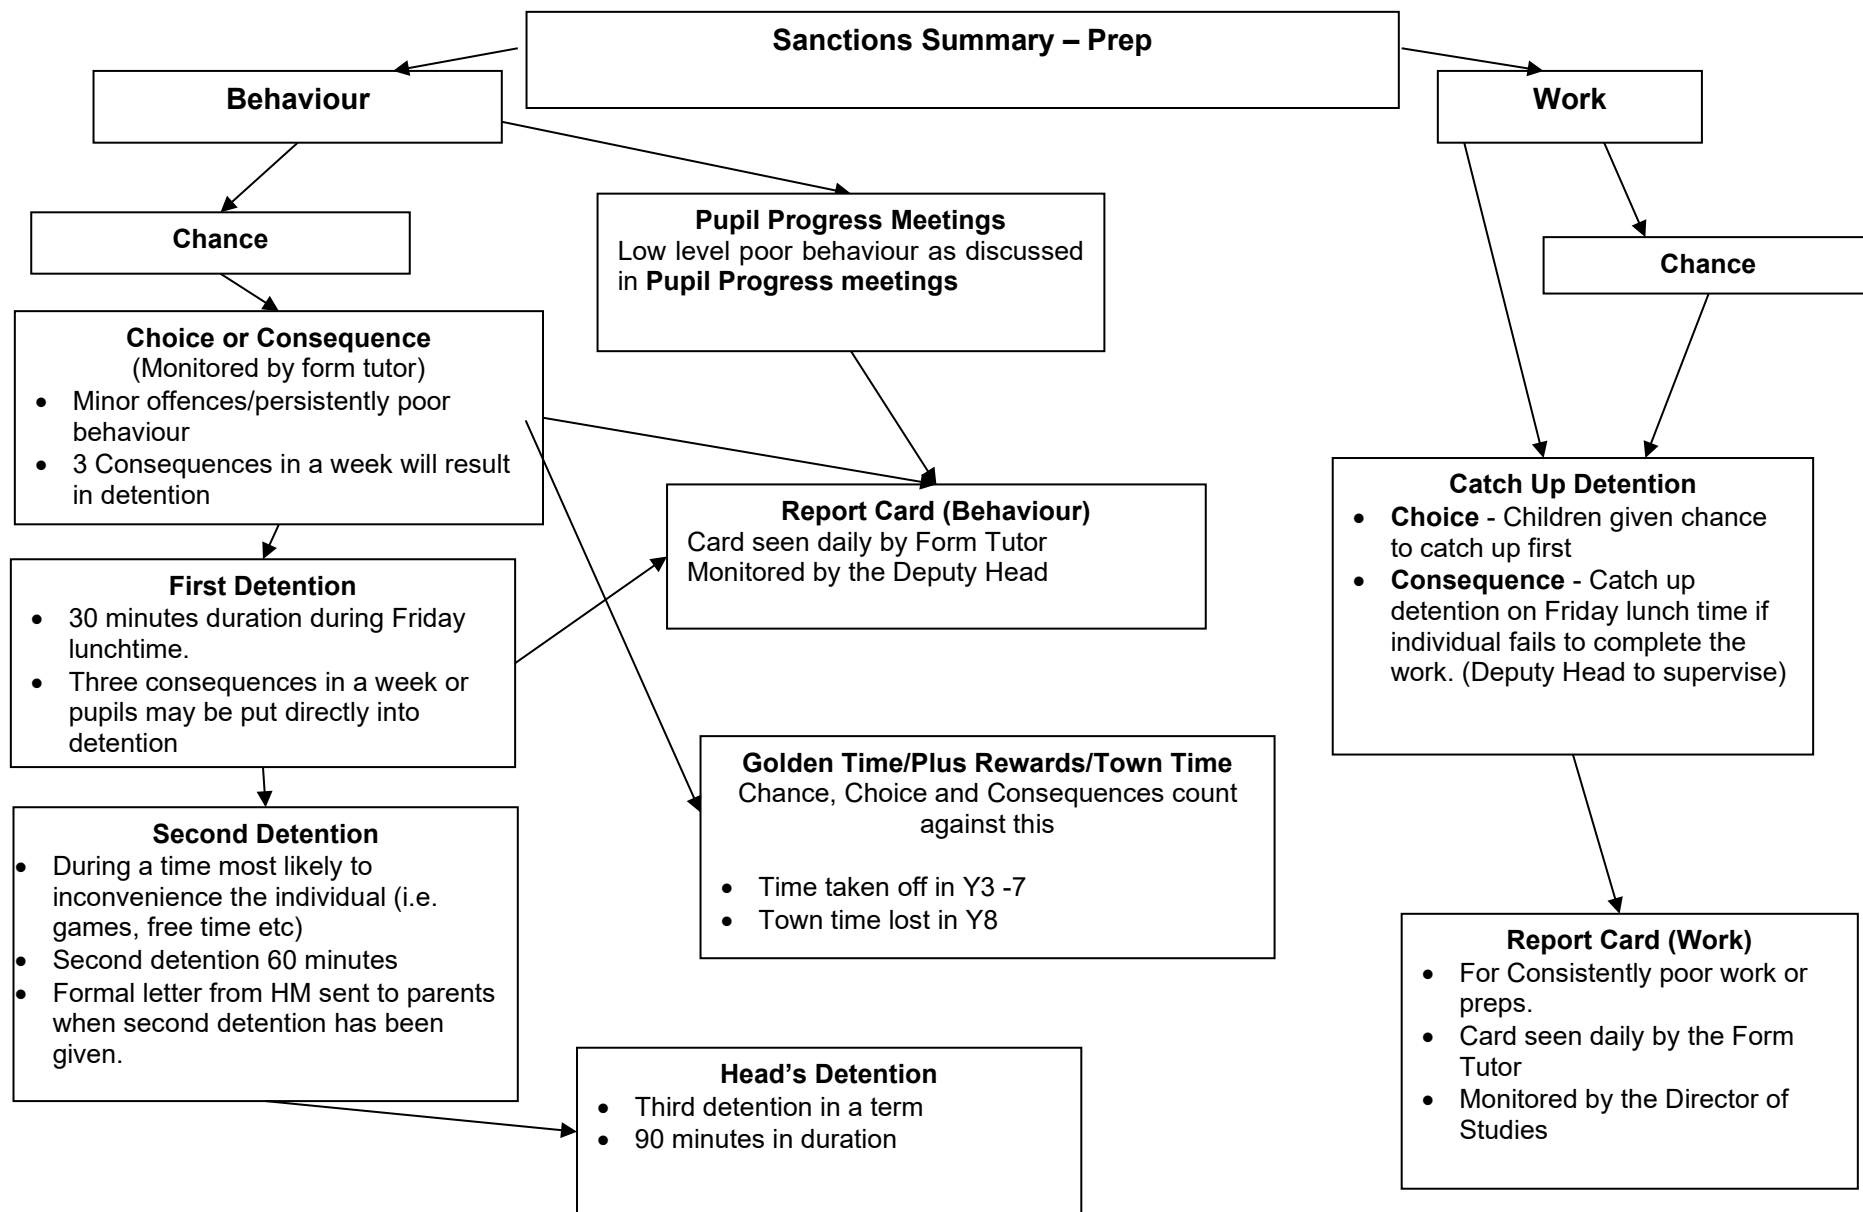 Sanctions Summary – Prep
Behaviour
Work
Chance
Pupil Progress Meetings
Low level poor behaviour as discussed
in Pupil Progress meetings
Chance
Choice or Consequence
(Monitored by form tutor)
• Minor offences/persistently poor
behaviour
• 3 Consequences in a week will result
in detention
Report Card (Behaviour)
Card seen daily by Form Tutor
Monitored by the Deputy Head
Catch Up Detention
• Choice - Children given chance
to catch up first
• Consequence - Catch up
detention on Friday lunch time if
individual fails to complete the
work. (Deputy Head to supervise)
First Detention
• 30 minutes duration during Friday
lunchtime.
• Three consequences in a week or
pupils may be put directly into
detention
Golden Time/Plus Rewards/Town Time
Chance, Choice and Consequences count
against this
• Time taken off in Y3 -7
• Town time lost in Y8
Second Detention
• During a time most likely to
inconvenience the individual (i.e.
games, free time etc)
• Second detention 60 minutes
• Formal letter from HM sent to parents
when second detention has been
given.
Report Card (Work)
• For Consistently poor work or
preps.
• Card seen daily by the Form
Tutor
• Monitored by the Director of
Studies
Head’s Detention
• Third detention in a term
• 90 minutes in duration